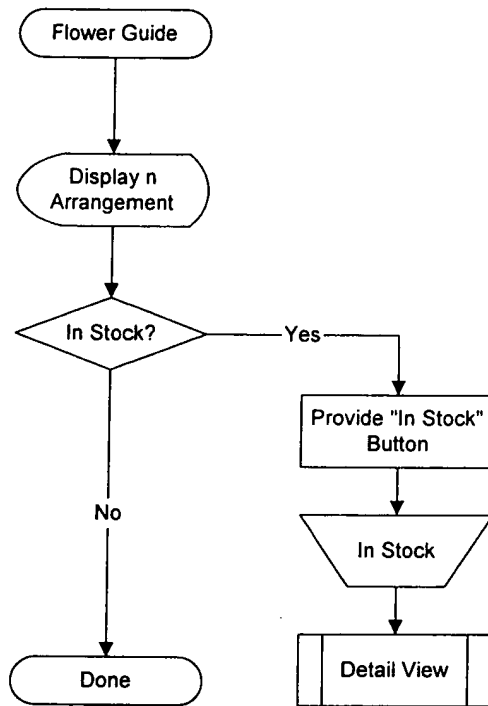 Flower Guide
Display n
Arrangement
In Stock?
Yes
Provide "In Stock"
Button
No
In Stock
Done
Detail View